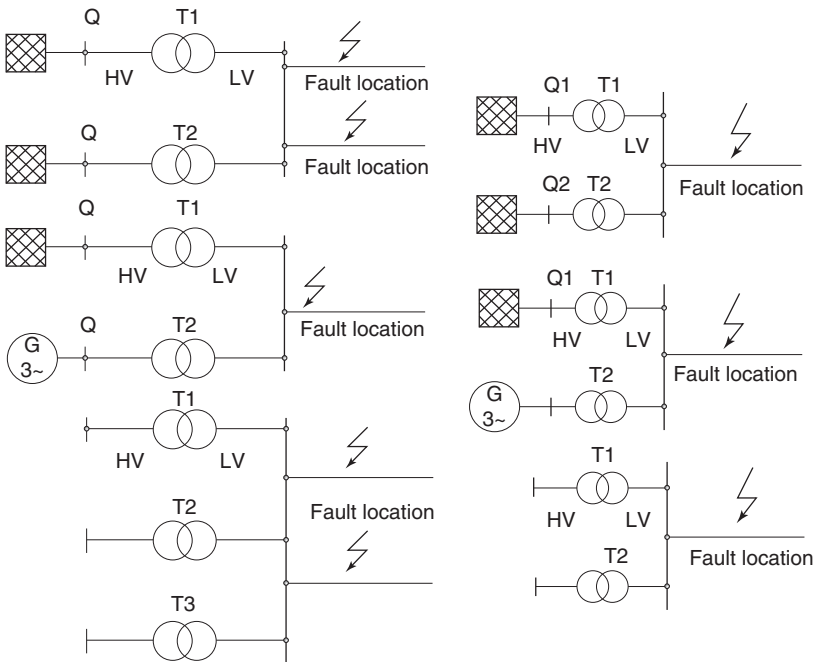 Q T1
HV LV
Fault location
T2
Q
Fault location
Q T1
HV LV
Fault location
Q T2
G
3~
T1
HV LV
Fault location
T2
T3
Q1 T1
HV LV
Fault location
Q2 T2
Q1 T1
HV LV
Fault location
T2
G
3~
T1
HV LV
Fault location
T2